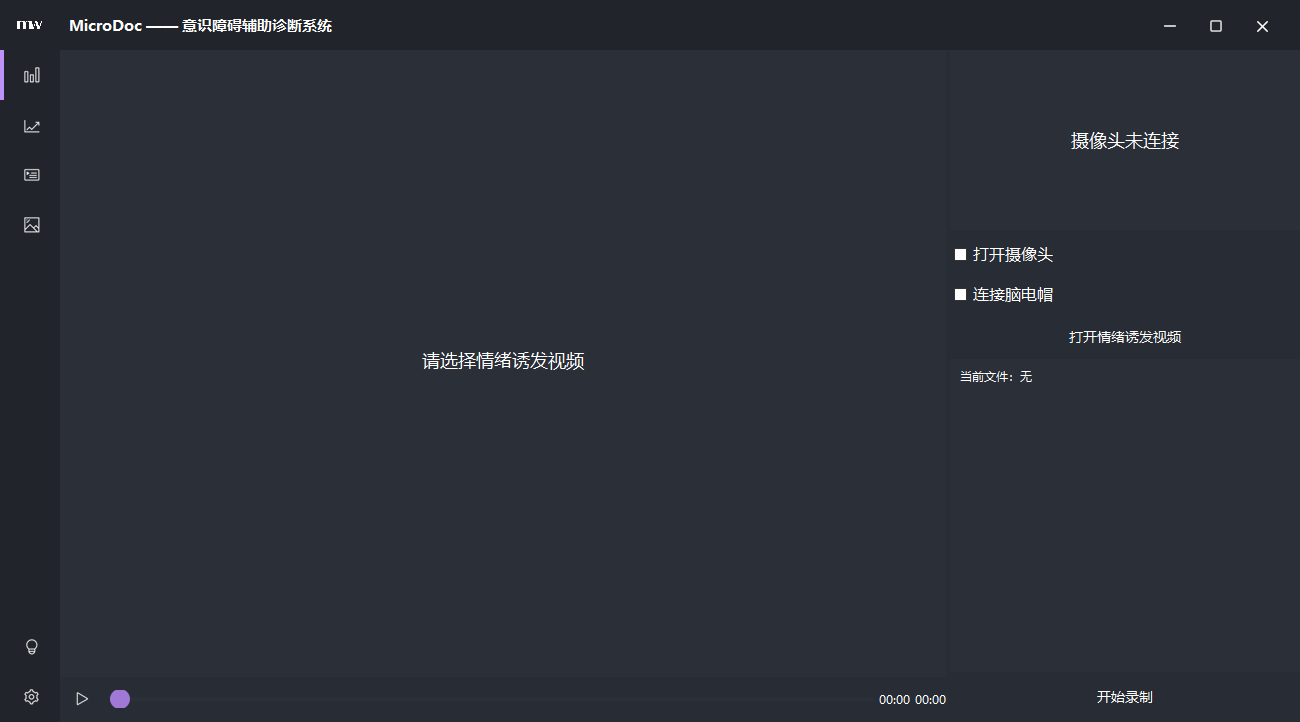 mw
MicroDoc —— 意识障碍辅助诊断系统
摄像头未连接
打开摄像头
连接脑电帽
打开情绪诱发视频
请选择情绪诱发视频
当前文件：无
00:00 00:00
开始录制